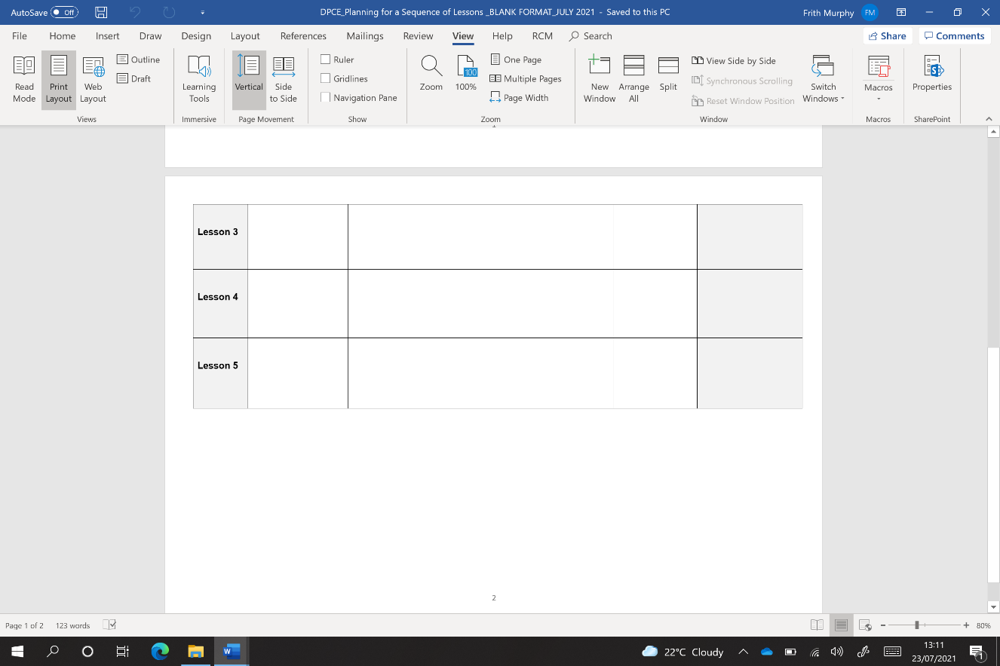 AutoSave Off DPCE_Planning for a Sequence of Lessons _BLANK FORMAT_JULY 2021 - Saved to this PC Frith Murphy FM
File Home Insert Draw Design Layout References Mailings Review View Help RCM Search Share Comments
Read Mode
Print Layout
Web Layout
Outline
Draft
Views
Learning Tools
Immersive
Vertical
Side to Side
Page Movement
Ruler
Gridlines
Navigation Pane
Show
Zoom
100
100%
One Page
Multiple Pages
Page Width
Zoom
New Window
Arrange All
Split
View Side by Side
Synchronous Scrolling
Reset Window Position
Switch Windows
Window
Macros
Macros
Properties
SharePoint
Lesson 3
Lesson 4
Lesson 5
2
Page 1 of 2 123 words 80%
22°C Cloudy
13:11
23/07/2021
1